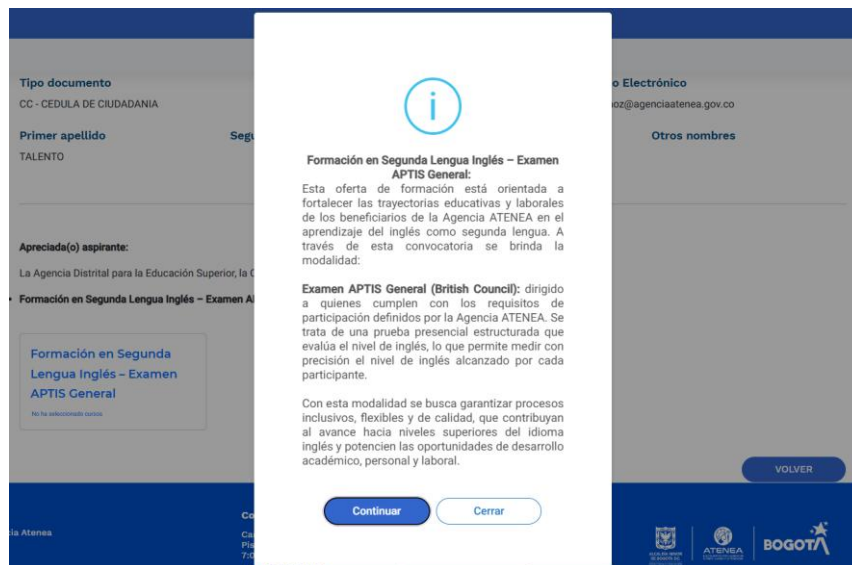 Tipo documento
o Electrónico
CC - CEDULA DE CIUDADANIA
oz@agenciaatenea.gov.co
Primer apellido
Segu
Otros nombres
TALENTO
Apreciada(o) aspirante:
La Agencia Distrital para la Educación Superior, la C
• Formación en Segunda Lengua Inglés – Examen A
Formación en Segunda
Lengua Inglés – Examen
APTIS General
No ha seleccionado cursos
VOLVER
i
Formación en Segunda Lengua Inglés – Examen
APTIS General:
Esta oferta de formación está orientada a
fortalecer las trayectorias educativas y laborales
de los beneficiarios de la Agencia ATENEA en el
aprendizaje del inglés como segunda lengua. A
través de esta convocatoria se brinda la
modalidad:
Examen APTIS General (British Council): dirigido
a quienes cumplen con los requisitos de
participación definidos por la Agencia ATENEA. Se
trata de una prueba presencial estructurada que
evalúa el nivel de inglés, lo que permite medir con
precisión el nivel de inglés alcanzado por cada
participante.
Con esta modalidad se busca garantizar procesos
inclusivos, flexibles y de calidad, que contribuyan
al avance hacia niveles superiores del idioma
inglés y potencien las oportunidades de desarrollo
académico, personal y laboral.
Continuar
Cerrar
ia Atenea
Co
Ca
Pis
7:0
ATENEA
BOGOTÁ